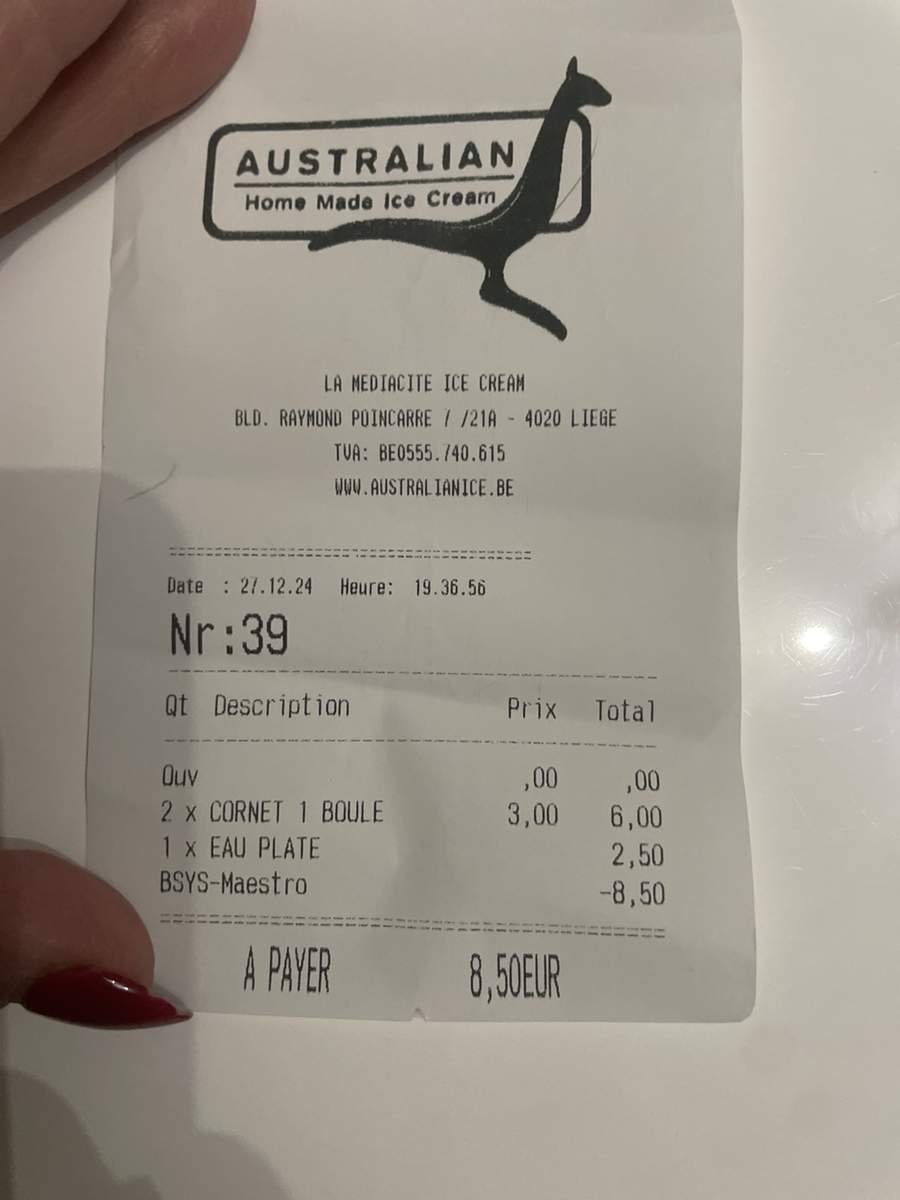 AUSTRALIAN
Home Made Ice Cream
LA MEDIACITE ICE CREAM
BLD. RAYMOND POINCARRE 7 /21A - 4020 LIEGE
TVA: BE0555.740.615
WWW.AUSTRALIANICE.BE
================================
Date : 27.12.24 Heure: 19.36.56
Nr:39
Qt Description Prix Total
Ouv ,00 ,00
2 x CORNET 1 BOULE 3,00 6,00
1 x EAU PLATE 2,50
BSYS-Maestro -8,50
A PAYER 8,50EUR